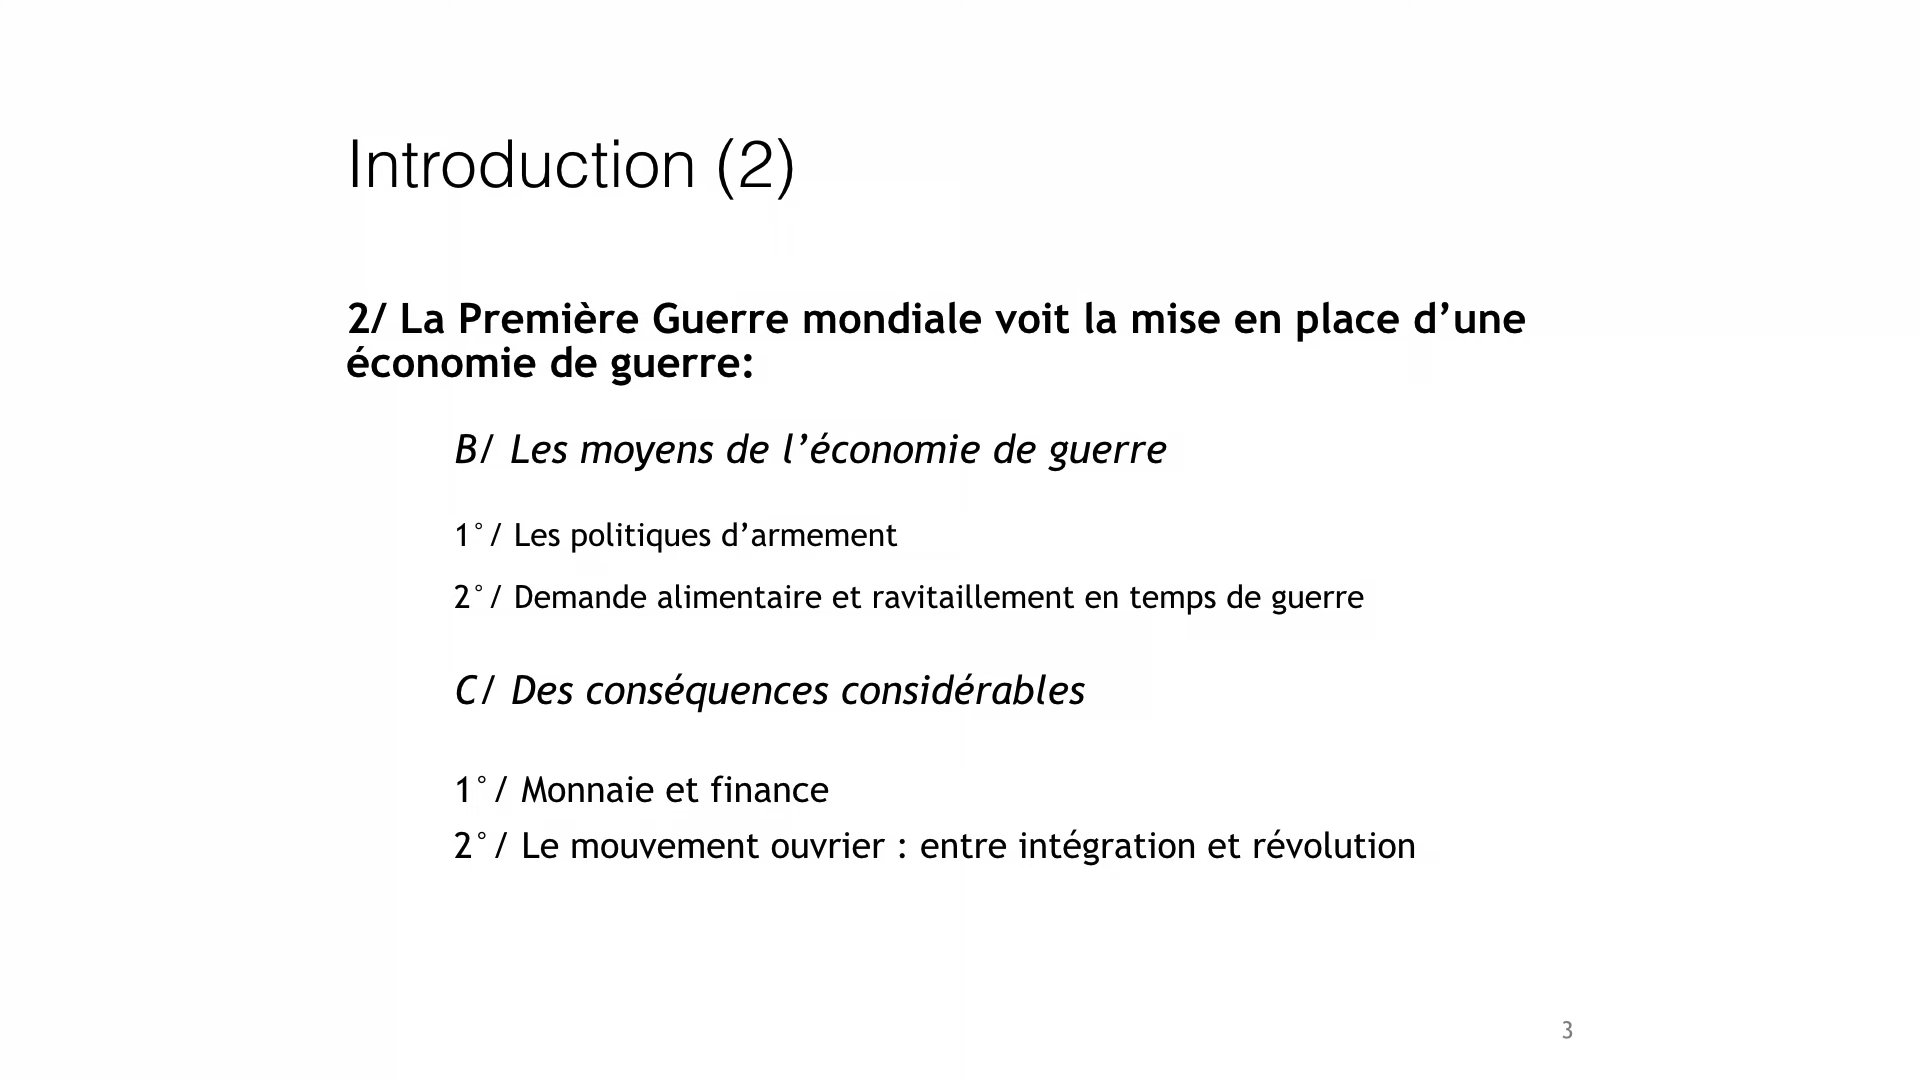 Introduction (2)
2/ La Première Guerre mondiale voit la mise en place d’une
économie de guerre:
B/ Les moyens de l’économie de guerre
1°/ Les politiques d’armement
2°/ Demande alimentaire et ravitaillement en temps de guerre
C/ Des conséquences considérables
1°/ Monnaie et finance
2°/ Le mouvement ouvrier : entre intégration et révolution
3